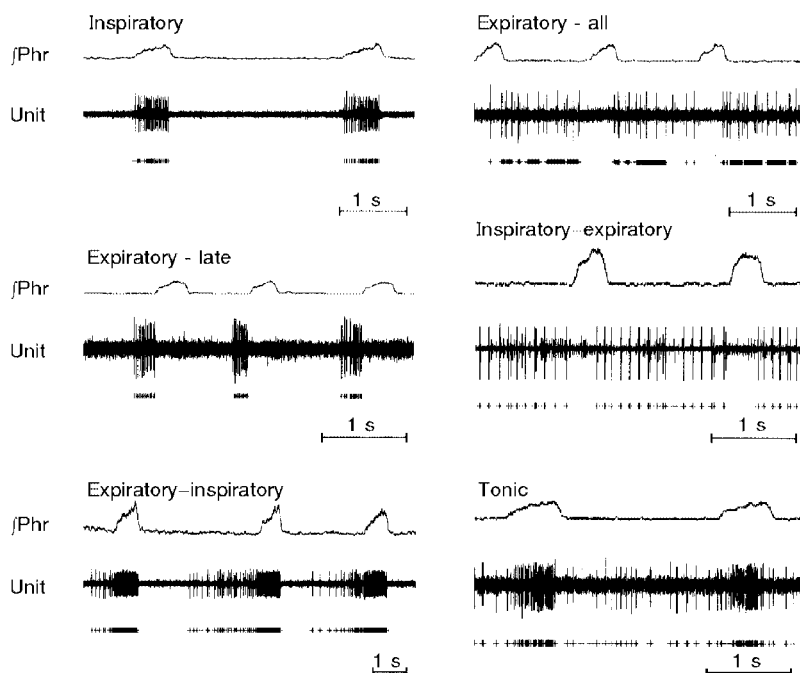 Inspiratory
∫Phr
Unit
1 s
Expiratory - all
1 s
Expiratory - late
∫Phr
Unit
1 s
Inspiratory-expiratory
1 s
Expiratory-inspiratory
∫Phr
Unit
1 s
Tonic
1 s